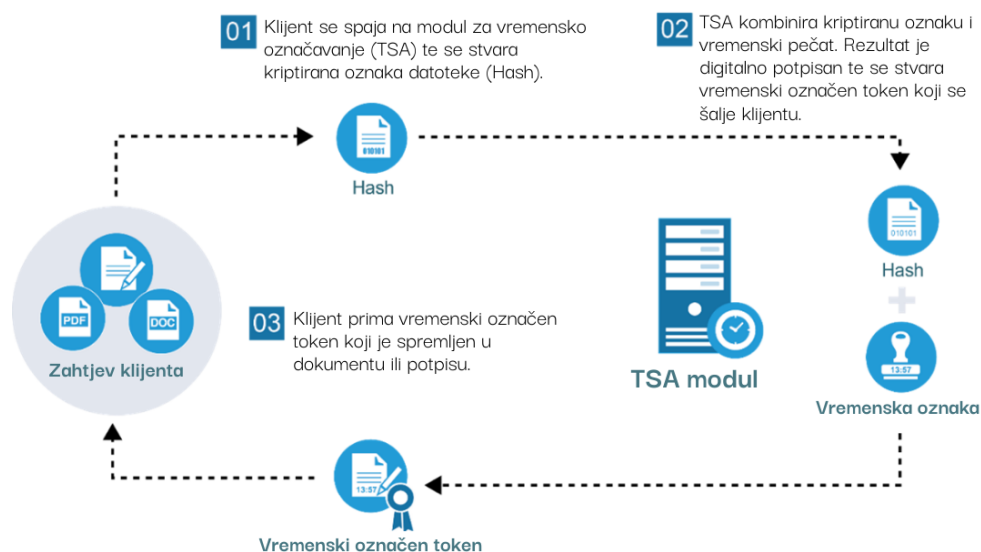 01
Klijent se spaja na modul za vremensko
označavanje (TSA) te se stvara
kriptirana oznaka datoteke (Hash).
02
TSA kombinira kriptiranu oznaku i
vremenski pečat. Rezultat je
digitalno potpisan te se stvara
vremenski označen token koji se
šalje klijentu.
010101
Hash
010101
Hash
PDF
DOC
Zahtjev klijenta
03
Klijent prima vremenski označen
token koji je spremljen u
dokumentu ili potpisu.
TSA modul
13:57
Vremenska oznaka
13:57
Vremenski označen token